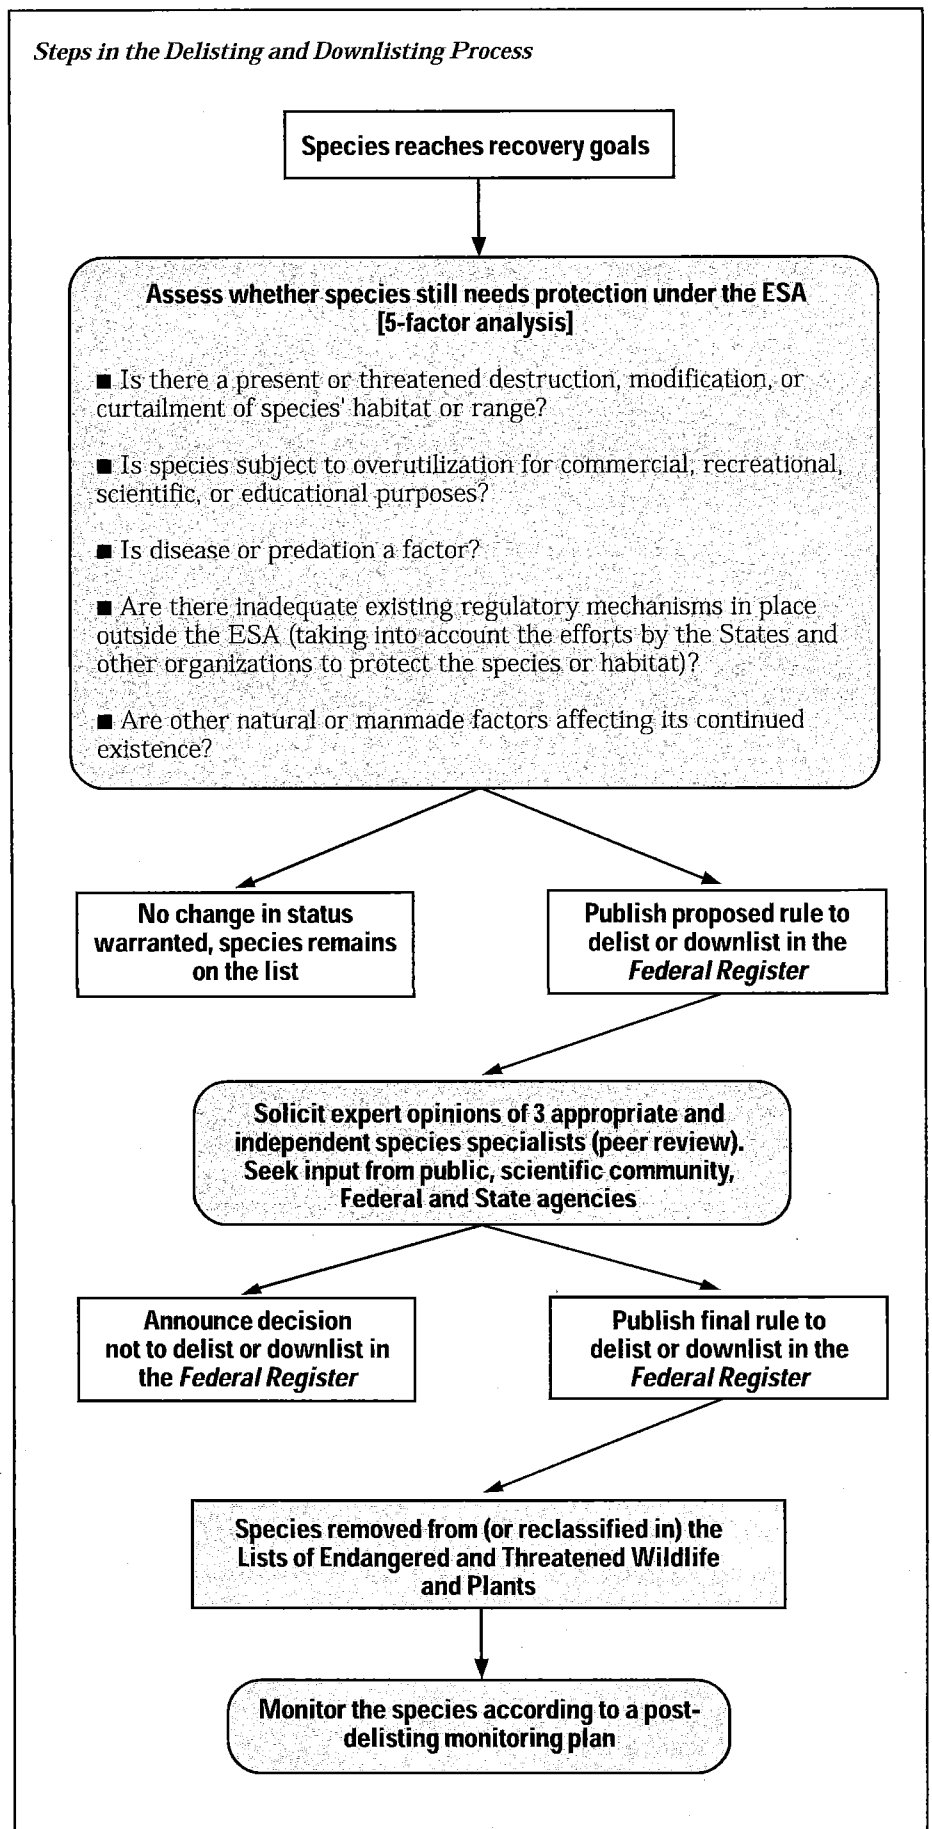 Steps in the Delisting and Downlisting Process
Species reaches recovery goals
Assess whether species still needs protection under the ESA
[5-factor analysis]
■ Is there a present or threatened destruction, modification, or
curtailment of species' habitat or range?
■ Is species subject to overutilization for commercial, recreational,
scientific, or educational purposes?
■ Is disease or predation a factor?
■ Are there inadequate existing regulatory mechanisms in place
outside the ESA (taking into account the efforts by the States and
other organizations to protect the species or habitat)?
■ Are other natural or manmade factors affecting its continued
existence?
No change in status
warranted, species remains
on the list
Publish proposed rule to
delist or downlist in the
Federal Register
Solicit expert opinions of 3 appropriate and
independent species specialists (peer review).
Seek input from public, scientific community,
Federal and State agencies
Announce decision
not to delist or downlist in
the Federal Register
Publish final rule to
delist or downlist in the
Federal Register
Species removed from (or reclassified in) the
Lists of Endangered and Threatened Wildlife
and Plants
Monitor the species according to a post-
delisting monitoring plan